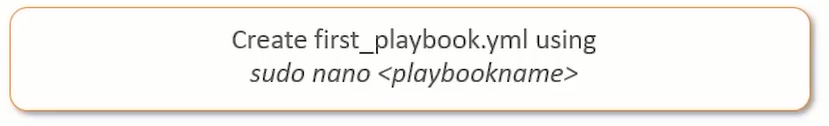 Create first_playbook.yml using
sudo nano <playbookname>